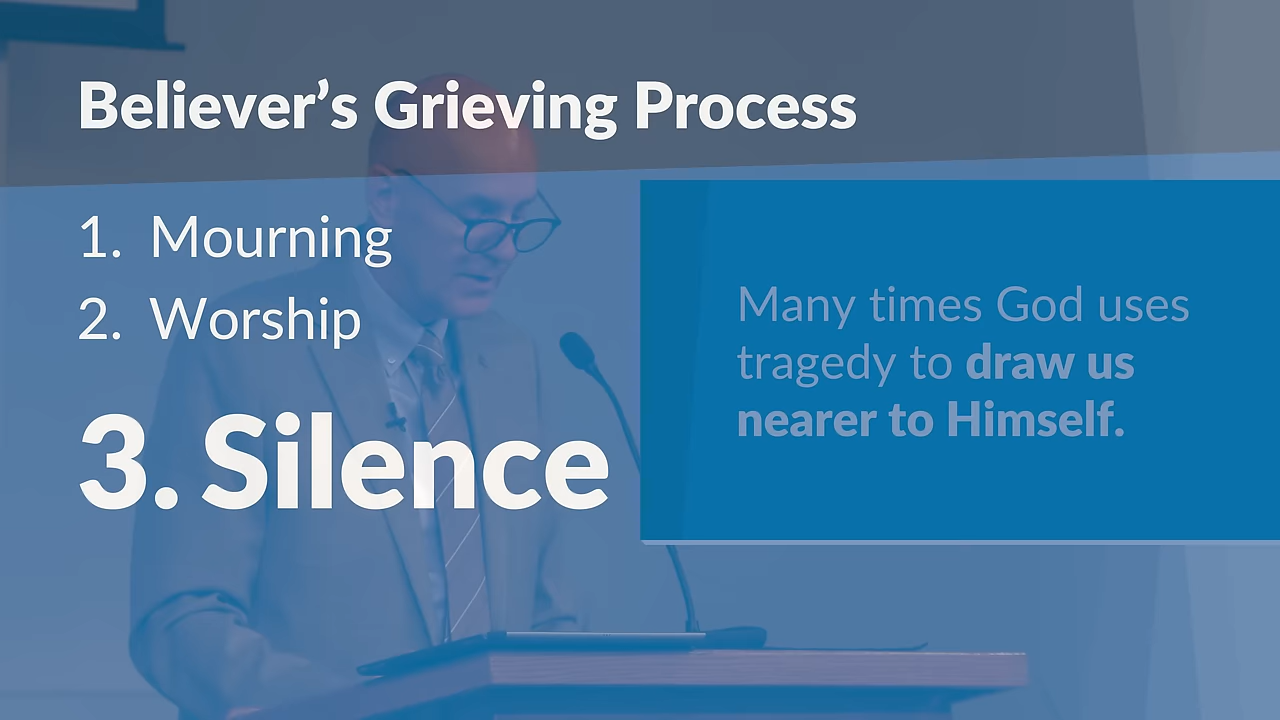 Believer’s Grieving Process
1. Mourning
2. Worship
3. Silence
Many times God uses
tragedy to draw us
nearer to Himself.